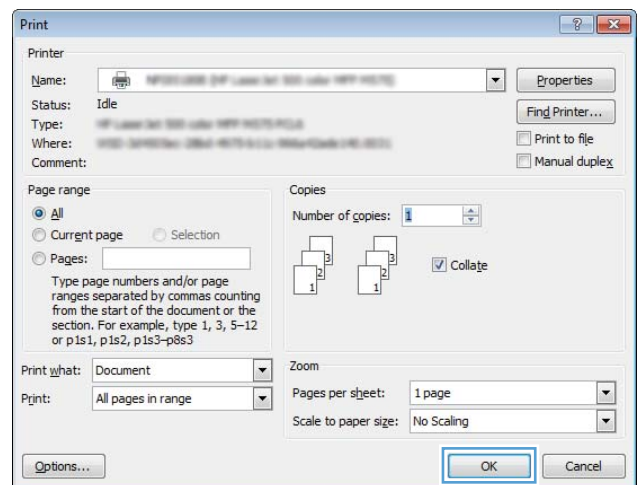 Print
Printer
Name:
Properties
Status: Idle
Find Printer...
Type:
Print to file
Where:
Manual duplex
Comment:
Page range
All
Current page Selection
Pages:
Type page numbers and/or page
ranges separated by commas counting
from the start of the document or the
section. For example, type 1, 3, 5–12
or p1s1, p1s2, p1s3–p8s3
Copies
Number of copies: 1
3 3
2 2
1 1
Collate
Print what: Document
Print: All pages in range
Zoom
Pages per sheet: 1 page
Scale to paper size: No Scaling
Options...
OK Cancel